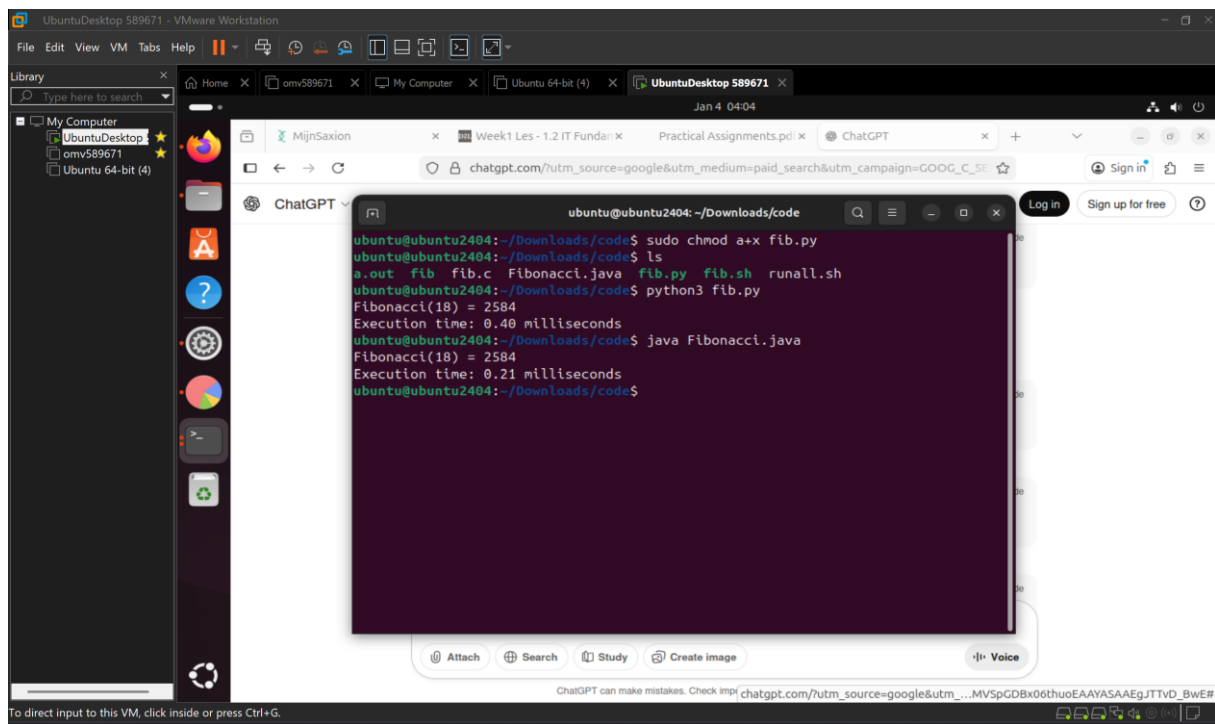 UbuntuDesktop 589671 - VMware Workstation
File Edit View VM Tabs Help
Library
Type here to search
My Computer
UbuntuDesktop
omv589671
Ubuntu 64-bit (4)
Home
omv589671
My Computer
Ubuntu 64-bit (4)
UbuntuDesktop 589671
Jan 4 04:04
MijnSaxion
Week1 Les - 1.2 IT Fundan
Practical Assignments.pdf
ChatGPT
chatgpt.com/?utm_source=google&utm_medium=paid_search&utm_campaign=GOOG_C_SE
Sign in
ChatGPT
Log in
Sign up for free
ubuntu@ubuntu2404: ~/Downloads/code
ubuntu@ubuntu2404:~/Downloads/code$ sudo chmod a+x fib.py
ubuntu@ubuntu2404:~/Downloads/code$ ls
a.out fib fib.c Fibonacci.java fib.py fib.sh runall.sh
ubuntu@ubuntu2404:~/Downloads/code$ python3 fib.py
Fibonacci(18) = 2584
Execution time: 0.40 milliseconds
ubuntu@ubuntu2404:~/Downloads/code$ java Fibonacci.java
Fibonacci(18) = 2584
Execution time: 0.21 milliseconds
ubuntu@ubuntu2404:~/Downloads/code$
Attach
Search
Study
Create image
Voice
ChatGPT can make mistakes. Check
chatgpt.com/?utm_source=google&utm_...MVSpGDBx06thuoEAAYASAAEgJTTvD_BwE#
To direct input to this VM, click inside or press Ctrl+G.